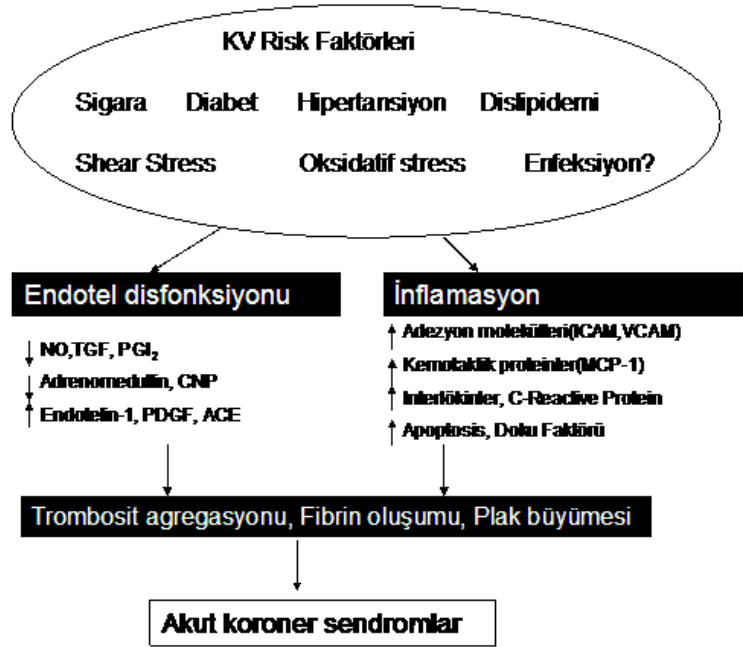 KV Risk Faktörleri
Sigara Diabet Hipertansiyon Dislipidemi
Shear Stress Oksidatif stress Enfeksiyon?
Endotel disfonksiyonu
↓ NO,TGF, PGI₂
↓ Adrenomedullin, CNP
↑ Endotelin-1, PDGF, ACE
İnflamasyon
↑ Adezyon molekülleri(ICAM,VCAM)
↑ Kemotaktik proteinler(MCP-1)
↑ Interlökinler, C-Reactive Protein
↑ Apoptosis, Doku Faktörü
Trombosit agregasyonu, Fibrin oluşumu, Plak büyümesi
Akut koroner sendromlar